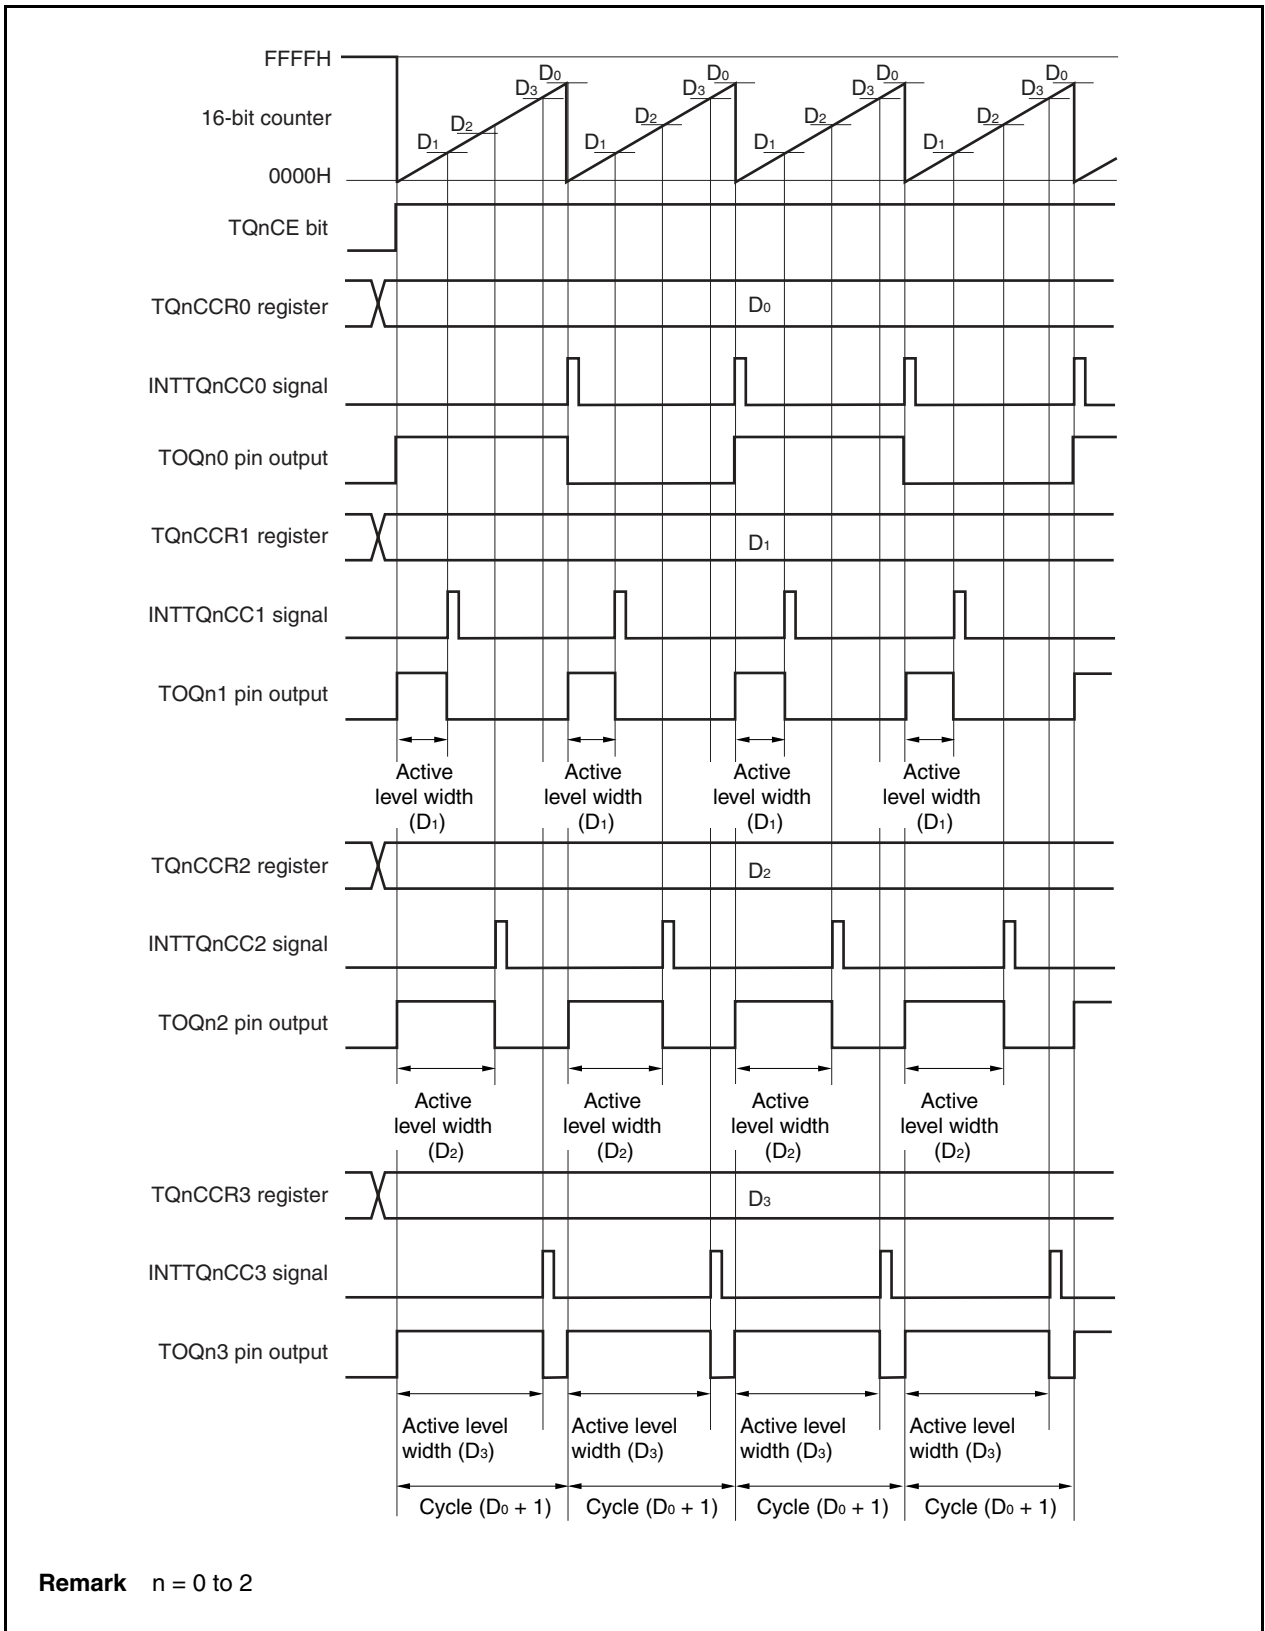 FFFFH
D0 D0 D0 D0
D3 D3 D3 D3
16-bit counter
D2 D2 D2 D2
D1 D1 D1 D1
0000H
TQnCE bit
TQnCCR0 register
D0
INTTQnCC0 signal
TOQn0 pin output
TQnCCR1 register
D1
INTTQnCC1 signal
TOQn1 pin output
Active level width (D1)
Active level width (D1)
Active level width (D1)
Active level width (D1)
TQnCCR2 register
D2
INTTQnCC2 signal
TOQn2 pin output
Active level width (D2)
Active level width (D2)
Active level width (D2)
Active level width (D2)
TQnCCR3 register
D3
INTTQnCC3 signal
TOQn3 pin output
Active level width (D3)
Active level width (D3)
Active level width (D3)
Active level width (D3)
Cycle (D0 + 1) Cycle (D0 + 1) Cycle (D0 + 1) Cycle (D0 + 1)
Remark n = 0 to 2